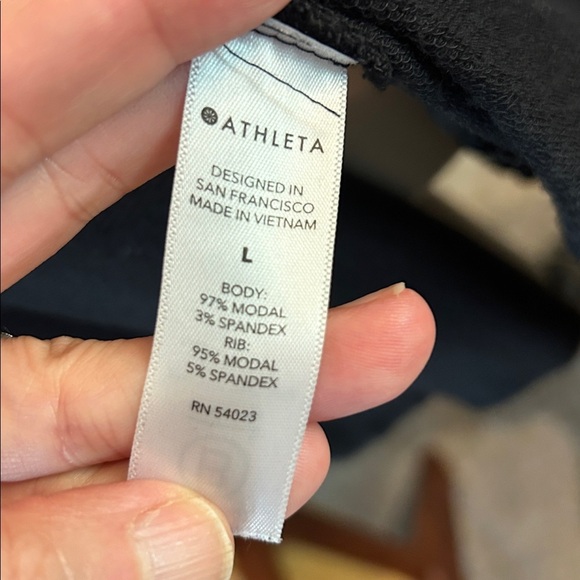 ATHLETA
DESIGNED IN
SAN FRANCISCO
MADE IN VIETNAM
L
BODY:
97% MODAL
3% SPANDEX
RIB:
95% MODAL
5% SPANDEX
RN 54023